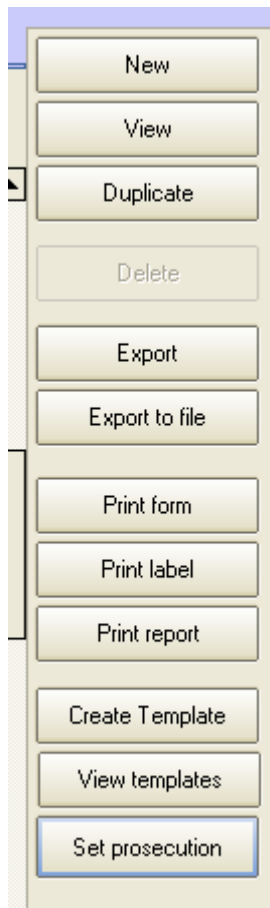 New
View
Duplicate
Delete
Export
Export to file
Print form
Print label
Print report
Create Template
View templates
Set prosecution